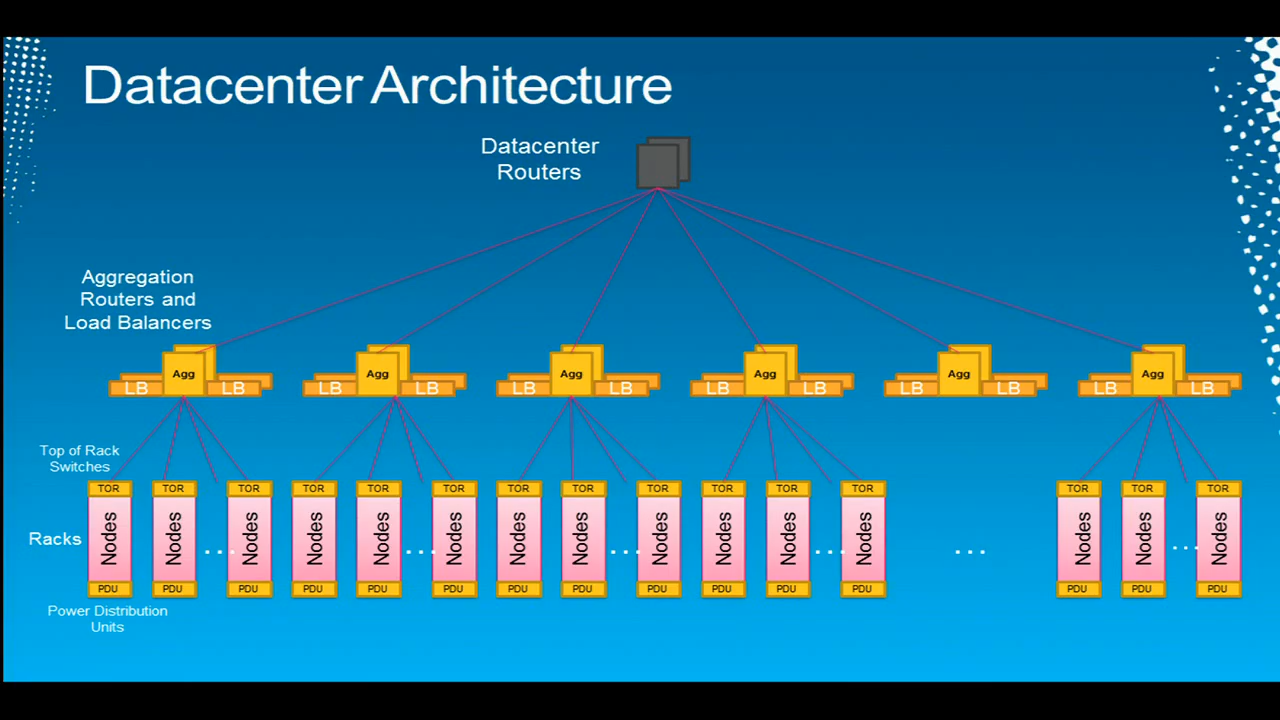 Datacenter Architecture
Datacenter
Routers
Aggregation
Routers and
Load Balancers
LB Agg LB LB Agg LB LB Agg LB LB Agg LB LB Agg LB LB Agg LB
Top of Rack
Switches
TOR TOR TOR TOR TOR TOR TOR TOR TOR TOR TOR TOR TOR TOR TOR
Racks Nodes Nodes ... Nodes Nodes Nodes ... Nodes Nodes Nodes ... Nodes Nodes Nodes ... Nodes ... Nodes Nodes ... Nodes
PDU PDU PDU PDU PDU PDU PDU PDU PDU PDU PDU PDU PDU PDU PDU
Power Distribution
Units